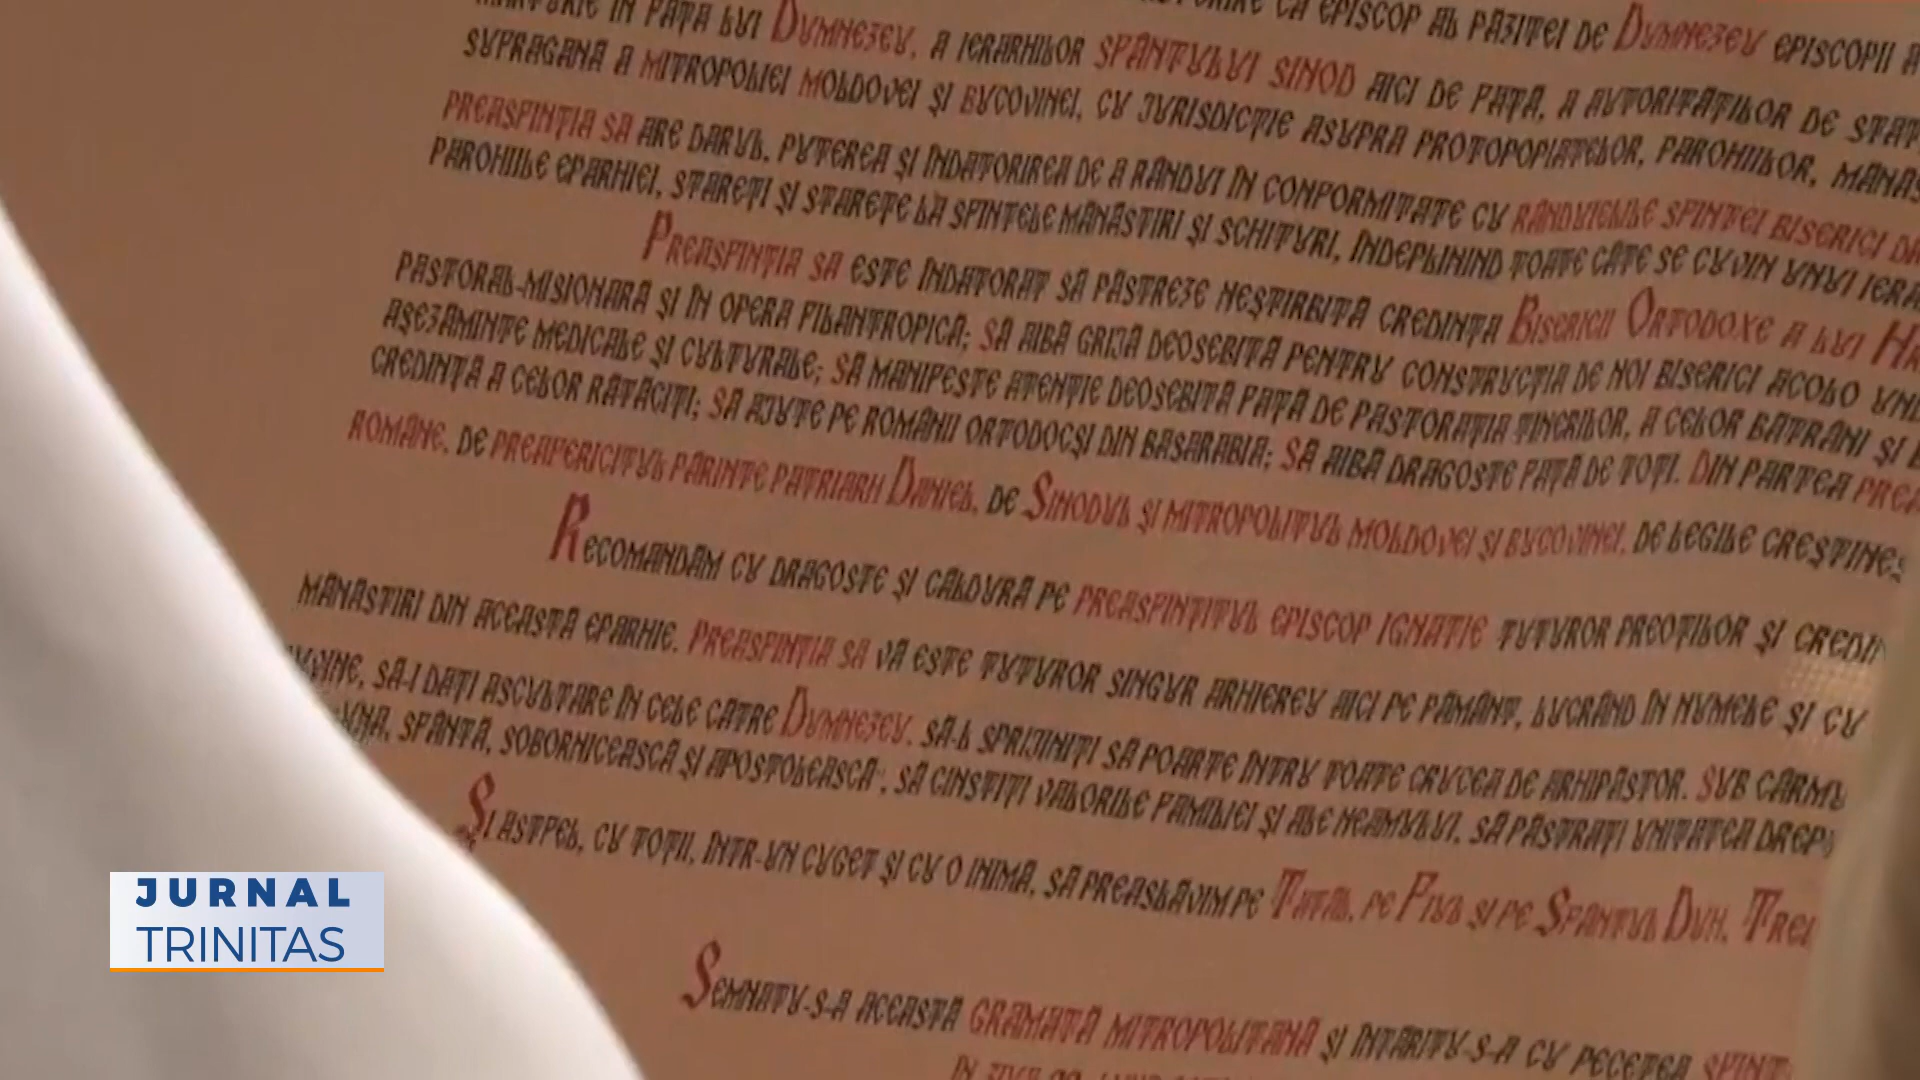 MĂRTURIE ÎN FAȚA LUI DUMNEZEU, A IERARHILOR SFÂNTULUI SINOD AICI DE FAȚĂ, A AUTORITĂȚILOR DE STAT
CA EPISCOP AL PĂZITEI DE DUMNEZEU EPISCOPII A
SUFRAGANĂ A MITROPOLIEI MOLDOVEI ȘI BUCOVINEI, CU JURISDICȚIE ASUPRA PROTOPOPIATELOR, PAROHIILOR, MĂNĂS
PREASFINȚIA SA ARE DARUL, PUTEREA ȘI ÎNDATORIREA DE A RÂNDUI ÎN CONFORMITATE CU RÂNDUIELILE SFINTEI BISERICI
PAROHIILE EPARHIEI, STAREȚI ȘI STAREȚE LA SFINTELE MĂNĂSTIRI ȘI SCHITURI, ÎNDEPLININD TOATE CÂTE SE CUVIN UNUI IERA
PREASFINȚIA SA ESTE ÎNDATORAT SĂ PĂSTREZE NEȘTIRBITĂ CREDINȚA BISERICII ORTODOXE A LUI H
PASTORAL-MISIONARĂ ȘI ÎN OPERA FILANTROPICĂ; SĂ AIBĂ GRIJĂ DEOSEBITĂ PENTRU CONSTRUCȚIA DE NOI BISERICI ACOLO UND
AȘEZĂMINTE MEDICALE ȘI CULTURALE; SĂ MANIFESTE ATENȚIE DEOSEBITĂ FAȚĂ DE PASTORAȚIA TINERILOR, A CELOR BĂTRÂNI ȘI
CREDINȚĂ A CELOR RĂTĂCIȚI; SĂ AJUTE PE ROMÂNII ORTODOCȘI DIN BASARABIA; SĂ AIBĂ DRAGOSTE FAȚĂ DE TOȚI. DIN PARTEA PREA
ROMÂNE, DE PREAFERICITUL PĂRINTE PATRIARH DANIEL, DE SINODUL ȘI MITROPOLITUL MOLDOVEI ȘI BUCOVINEI, DE LEGILE CREȘTINE
RECOMANDĂM CU DRAGOSTE ȘI CĂLDURĂ PE PREASFINȚITUL EPISCOP IGNATIE TUTUROR PREOȚILOR ȘI CREDIN
MĂNĂSTIRI DIN ACEASTĂ EPARHIE. PREASFINȚIA SA VĂ ESTE TUTUROR SINGUR ARHIEREU AICI PE PĂMÂNT, LUCRÂND ÎN NUMELE ȘI CU
UVINE, SĂ-I DAȚI ASCULTARE ÎN CELE CĂTRE DUMNEZEU, SĂ-L SPRIJINIȚI SĂ POARTE ÎNTRU TOATE CRUCEA DE ARHIPĂSTOR. SUB CÂRMU
UNA, SFÂNTĂ, SOBORNICEASCĂ ȘI APOSTOLEASCĂ", SĂ CINSTIȚI VALORILE FAMILIEI ȘI ALE NEAMULUI, SĂ PĂSTRAȚI UNITATEA DREP
ȘI ASTFEL, CU TOȚII, ÎNTR-UN CUGET ȘI CU O INIMĂ, SĂ PREASLĂVIM PE TATĂL, PE FIUL ȘI PE SFÂNTUL DUH, TREI
SEMNATU-S-A ACEASTĂ GRAMATĂ MITROPOLITANĂ ȘI ÎNTĂRITU-S-A CU PECETEA SFINT
JURNAL
TRINITAS